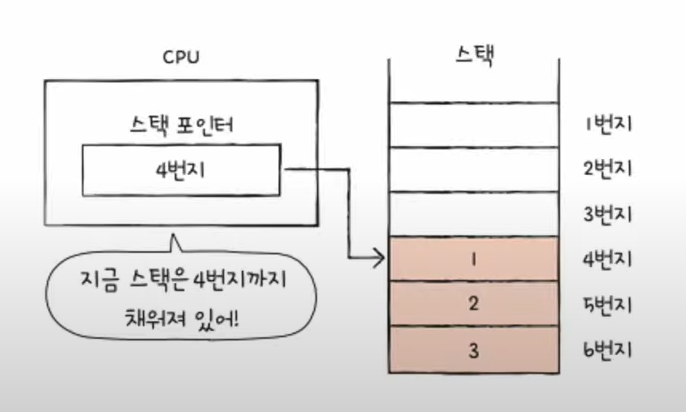 CPU
스택 포인터
4번지
지금 스택은 4번지까지
채워져 있어!
스택
1번지
2번지
3번지
1
4번지
2
5번지
3
6번지